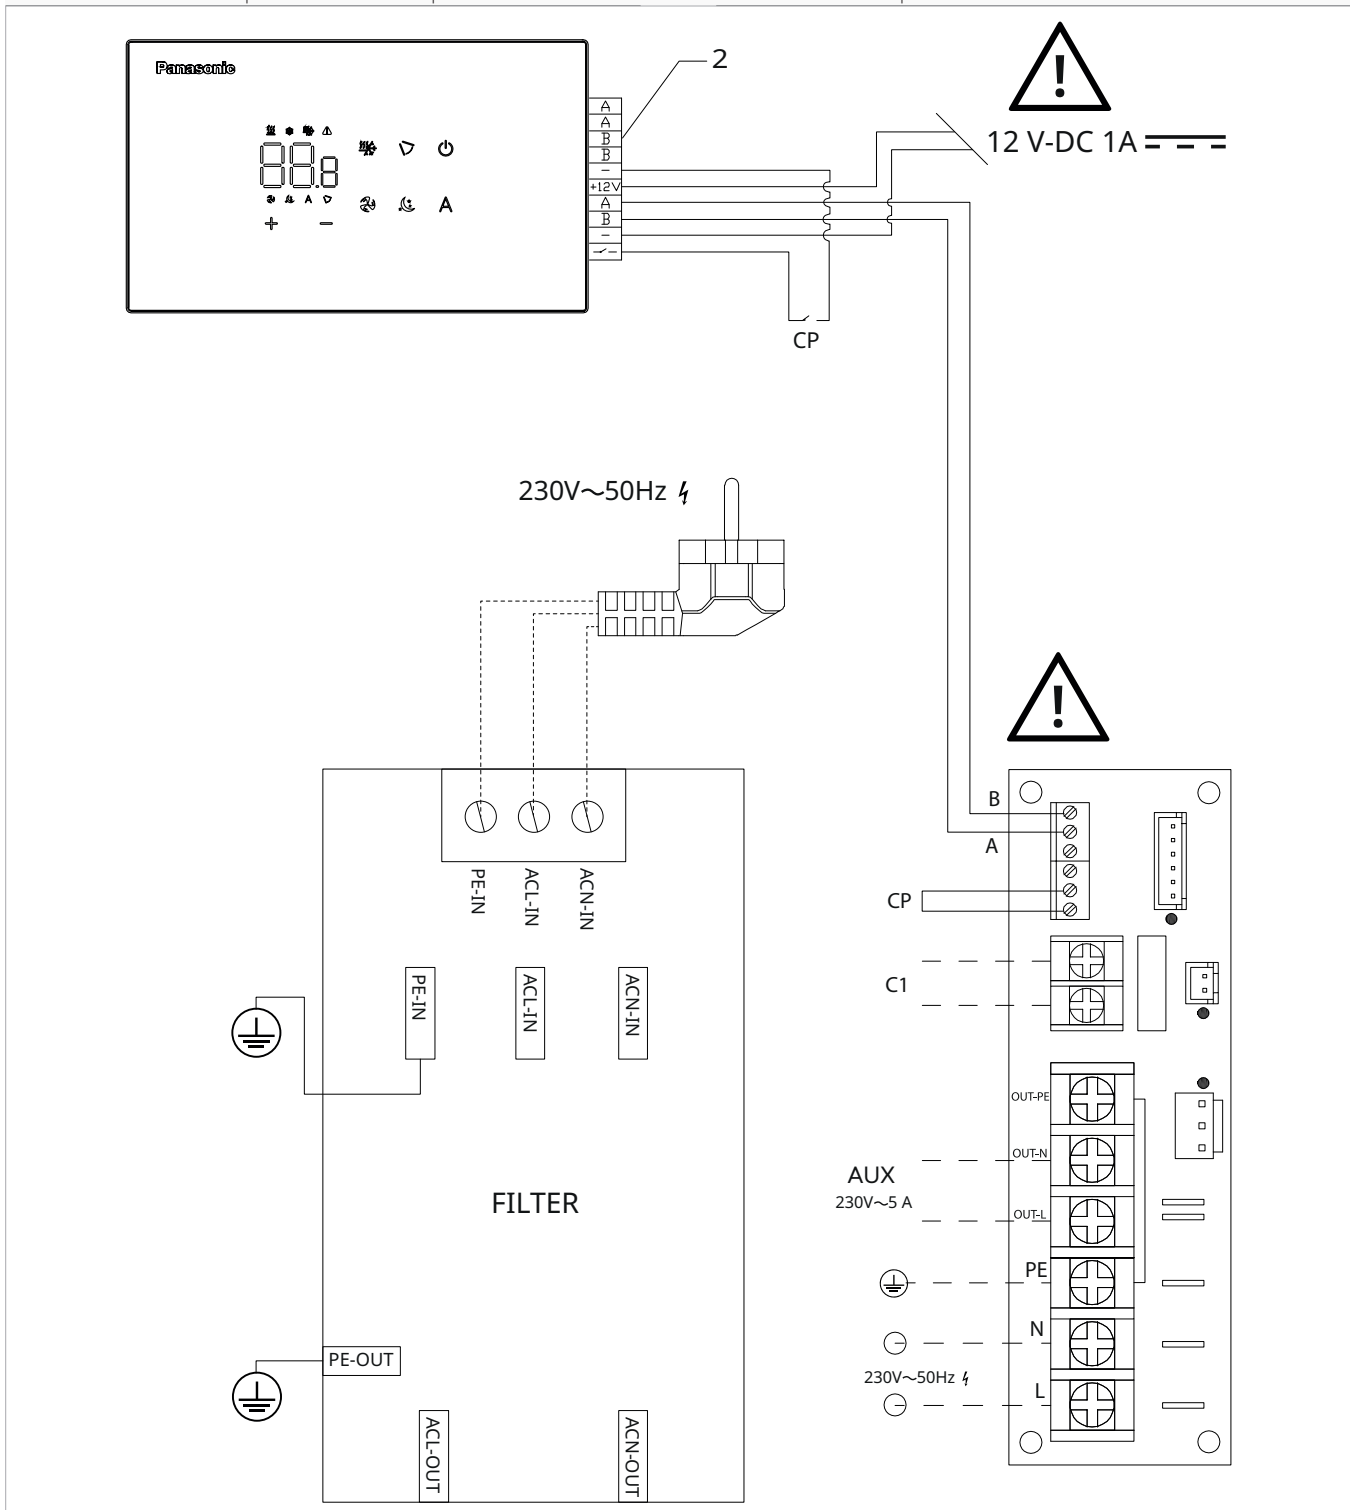 Panasonic
2
A
A
B
B
–
+12V
A
B
–
88.8
A
+ −
A
12 V-DC 1A
CP
230V～50Hz
B
A
PE-IN
ACL-IN
ACN-IN
CP
C1
PE-IN
ACL-IN
ACN-IN
OUT-PE
OUT-N
AUX
230V～5 A
OUT-L
FILTER
PE
N
230V～50Hz
L
PE-OUT
ACL-OUT
ACN-OUT